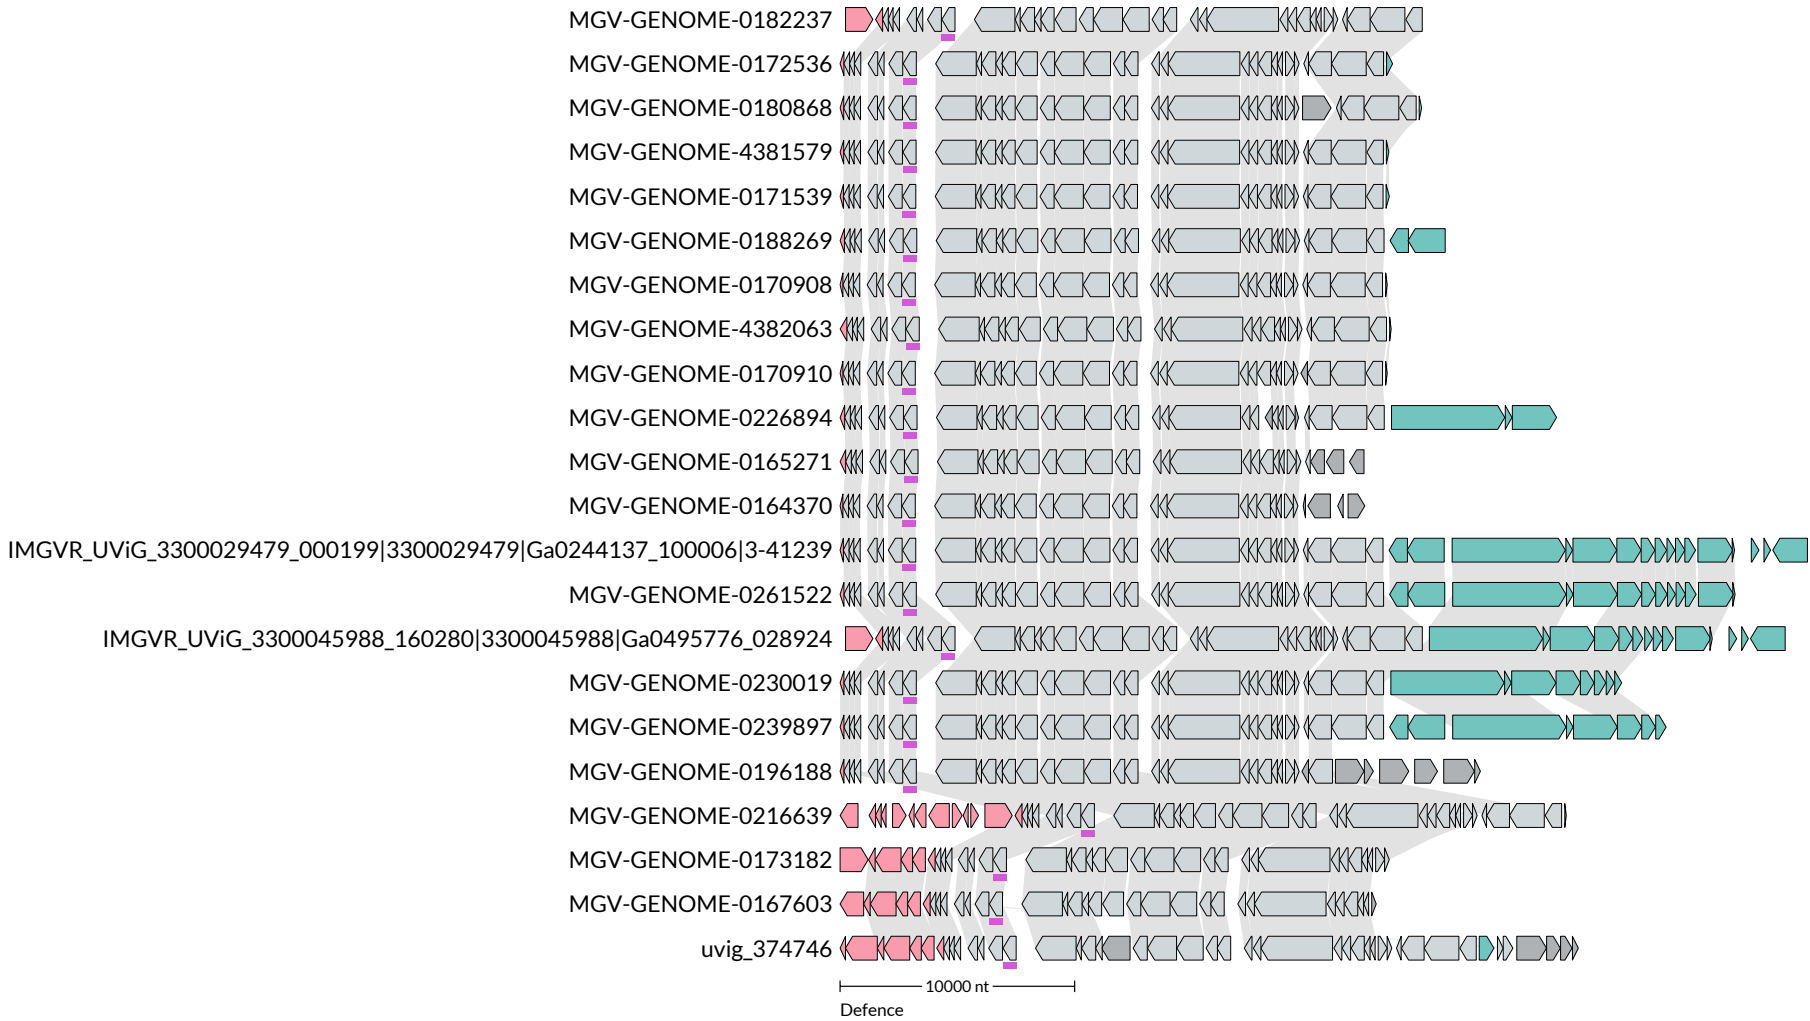 MGV-GENOME-0182237
MGV-GENOME-0172536
MGV-GENOME-0180868
MGV-GENOME-4381579
MGV-GENOME-0171539
MGV-GENOME-0188269
MGV-GENOME-0170908
MGV-GENOME-4382063
MGV-GENOME-0170910
MGV-GENOME-0226894
MGV-GENOME-0165271
MGV-GENOME-0164370
IMGVR_UViG_3300029479_000199|3300029479|Ga0244137_100006|3-41239
MGV-GENOME-0261522
IMGVR_UViG_3300045988_160280|3300045988|Ga0495776_028924
MGV-GENOME-0230019
MGV-GENOME-0239897
MGV-GENOME-0196188
MGV-GENOME-0216639
MGV-GENOME-0173182
MGV-GENOME-0167603
uvig_374746
10000 nt
Defence